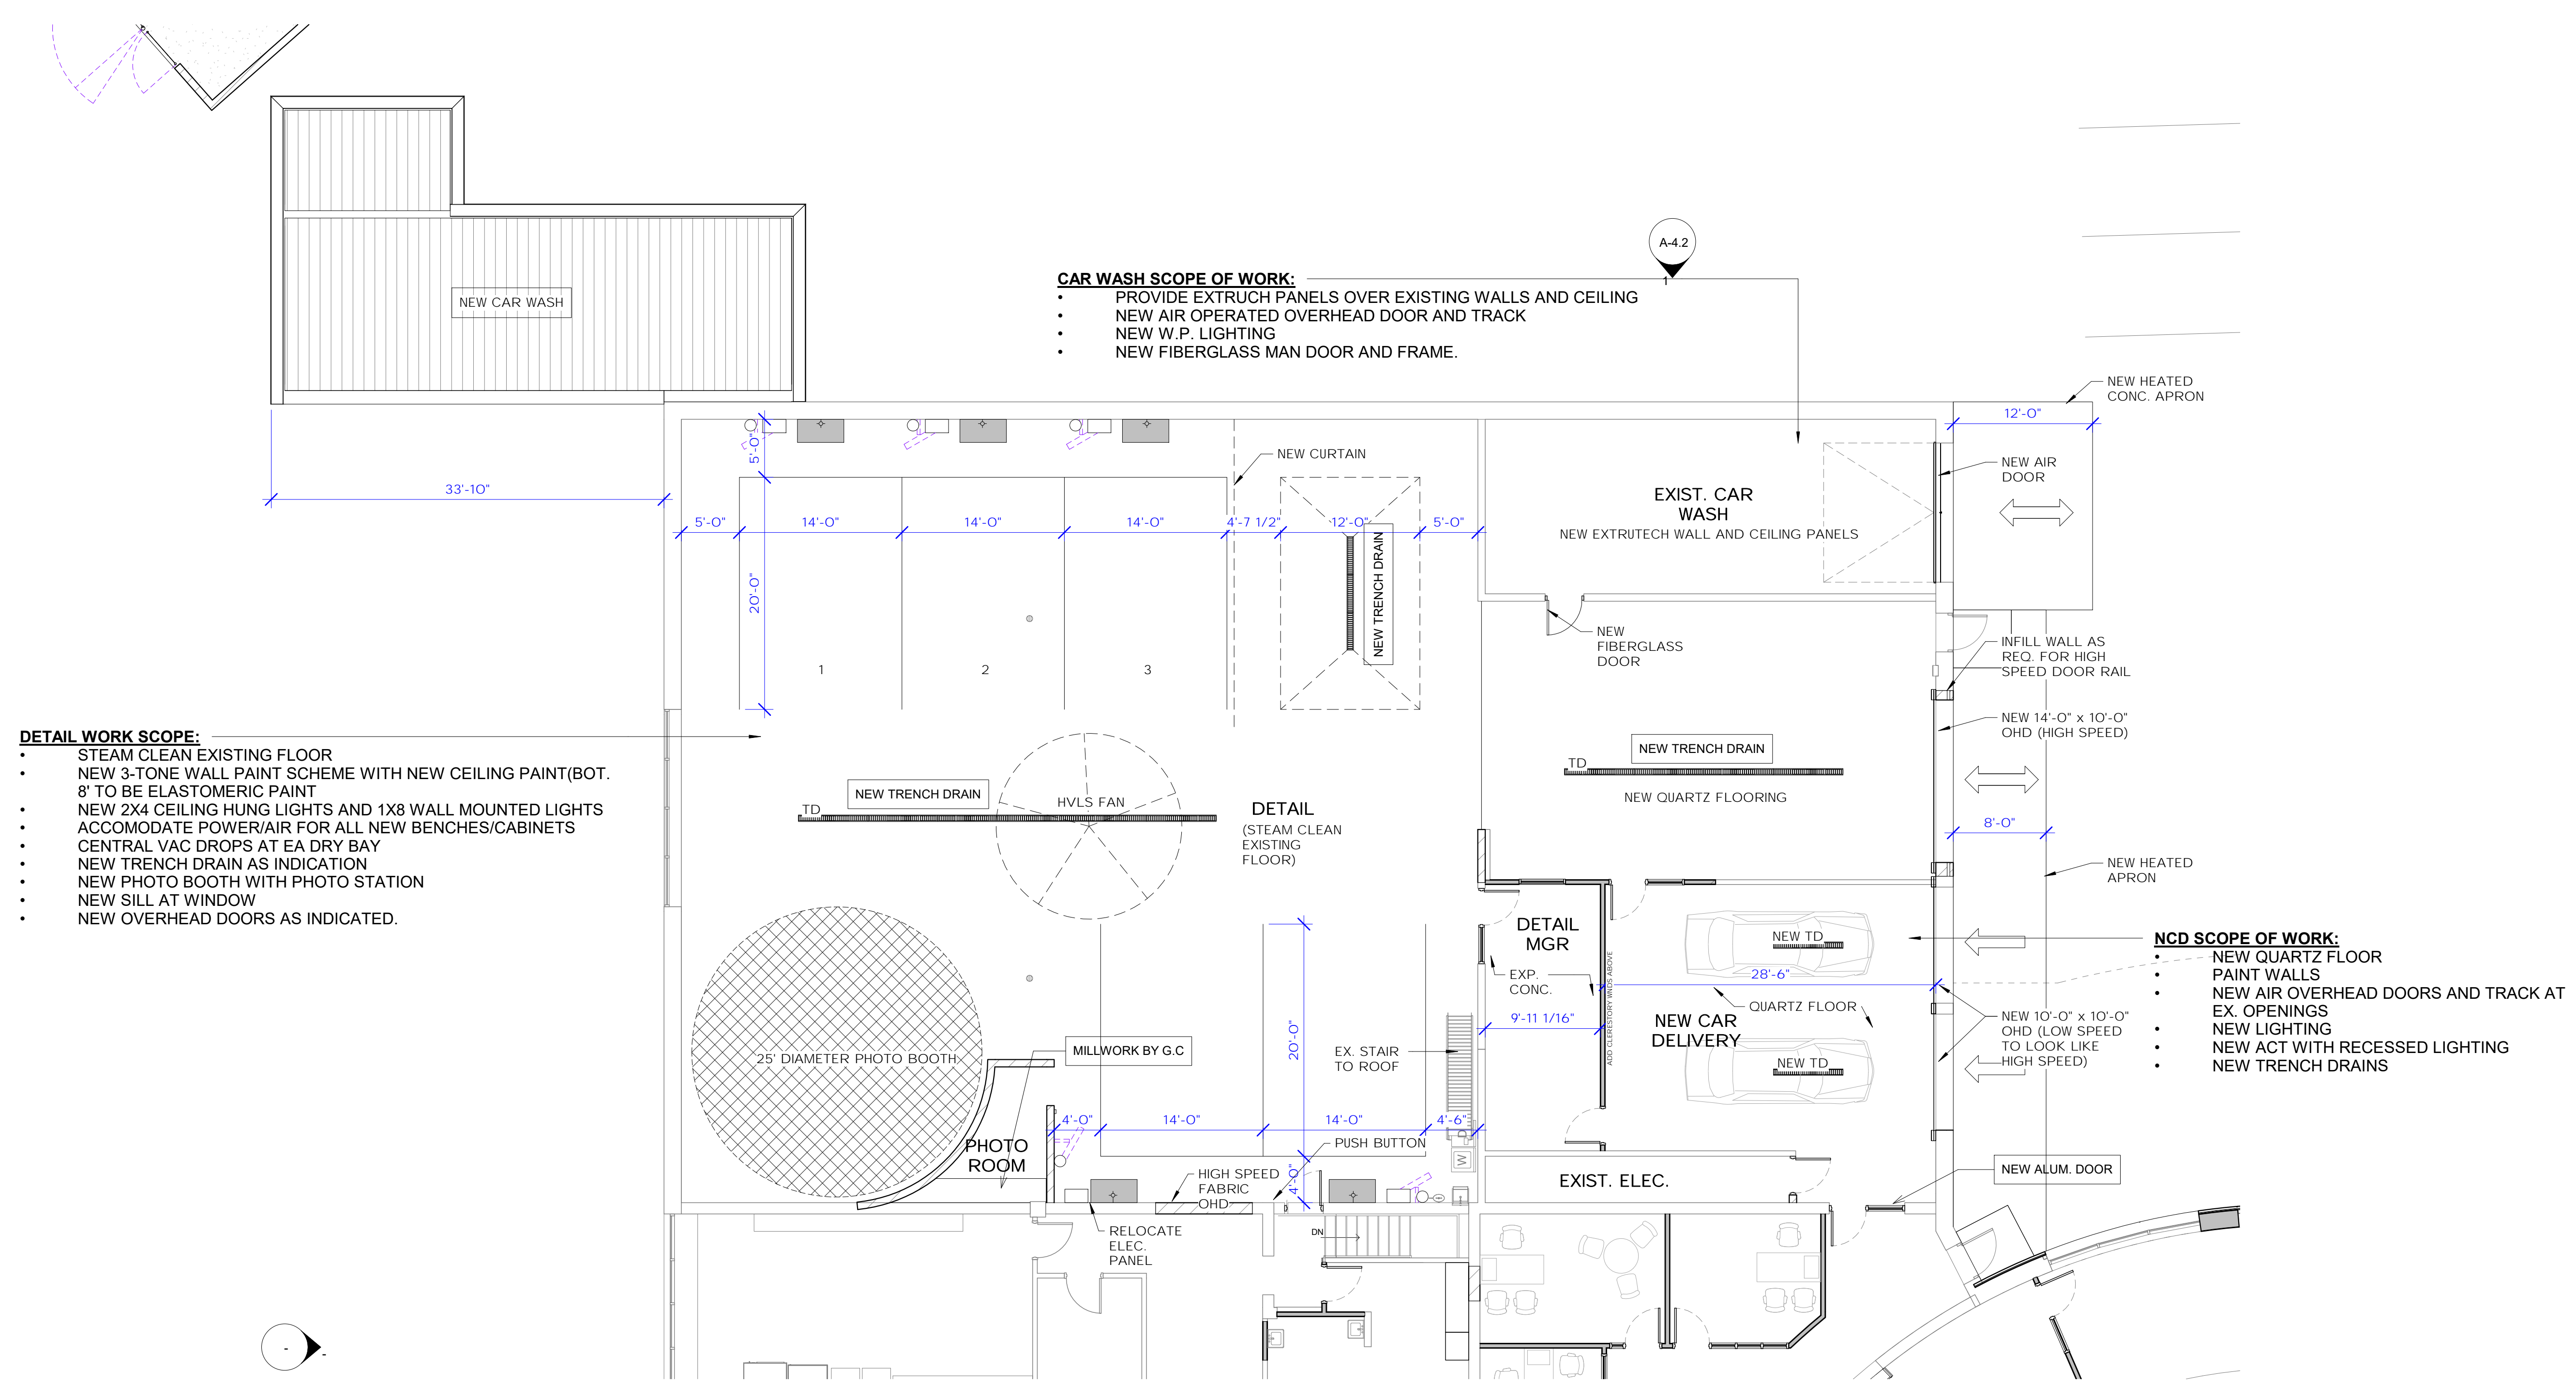 A-4.2
1
CAR WASH SCOPE OF WORK:
• PROVIDE EXTRUCH PANELS OVER EXISTING WALLS AND CEILING
• NEW AIR OPERATED OVERHEAD DOOR AND TRACK
• NEW W.P. LIGHTING
• NEW FIBERGLASS MAN DOOR AND FRAME.
NEW CAR WASH
NEW HEATED
CONC. APRON
12'-0"
5'-0"
NEW CURTAIN
NEW AIR
DOOR
33'-10"
EXIST. CAR
WASH
NEW EXTRUTECH WALL AND CEILING PANELS
5'-0"
14'-0"
14'-0"
14'-0"
4'-7 1/2"
12'-0"
5'-0"
NEW TRENCH DRAIN
20'-0"
NEW
FIBERGLASS
DOOR
INFILL WALL AS
REQ. FOR HIGH
SPEED DOOR RAIL
1
2
3
NEW 14'-0" x 10'-0"
OHD (HIGH SPEED)
DETAIL WORK SCOPE:
• STEAM CLEAN EXISTING FLOOR
• NEW 3-TONE WALL PAINT SCHEME WITH NEW CEILING PAINT(BOT.
8' TO BE ELASTOMERIC PAINT
• NEW 2X4 CEILING HUNG LIGHTS AND 1X8 WALL MOUNTED LIGHTS
• ACCOMODATE POWER/AIR FOR ALL NEW BENCHES/CABINETS
• CENTRAL VAC DROPS AT EA DRY BAY
• NEW TRENCH DRAIN AS INDICATION
• NEW PHOTO BOOTH WITH PHOTO STATION
• NEW SILL AT WINDOW
• NEW OVERHEAD DOORS AS INDICATED.
NEW TRENCH DRAIN
TD
HVLS FAN
DETAIL
(STEAM CLEAN
EXISTING
FLOOR)
NEW TRENCH DRAIN
TD
NEW QUARTZ FLOORING
8'-0"
NEW HEATED
APRON
DETAIL
MGR
EXP.
CONC.
9'-11 1/16"
ADD CLERESTORY WNDS ABOVE
NEW TD
28'-6"
QUARTZ FLOOR
NEW CAR
DELIVERY
NEW TD
NEW 10'-0" x 10'-0"
OHD (LOW SPEED
TO LOOK LIKE
HIGH SPEED)
NCD SCOPE OF WORK:
• NEW QUARTZ FLOOR
• PAINT WALLS
• NEW AIR OVERHEAD DOORS AND TRACK AT
EX. OPENINGS
• NEW LIGHTING
• NEW ACT WITH RECESSED LIGHTING
• NEW TRENCH DRAINS
25' DIAMETER PHOTO BOOTH
MILLWORK BY G.C
20'-0"
EX. STAIR
TO ROOF
4'-0"
14'-0"
14'-0"
4'-6"
PHOTO
ROOM
PUSH BUTTON
W
HIGH SPEED
FABRIC
OHD
4'-0"
EXIST. ELEC.
NEW ALUM. DOOR
RELOCATE
ELEC.
PANEL
DN
-
-